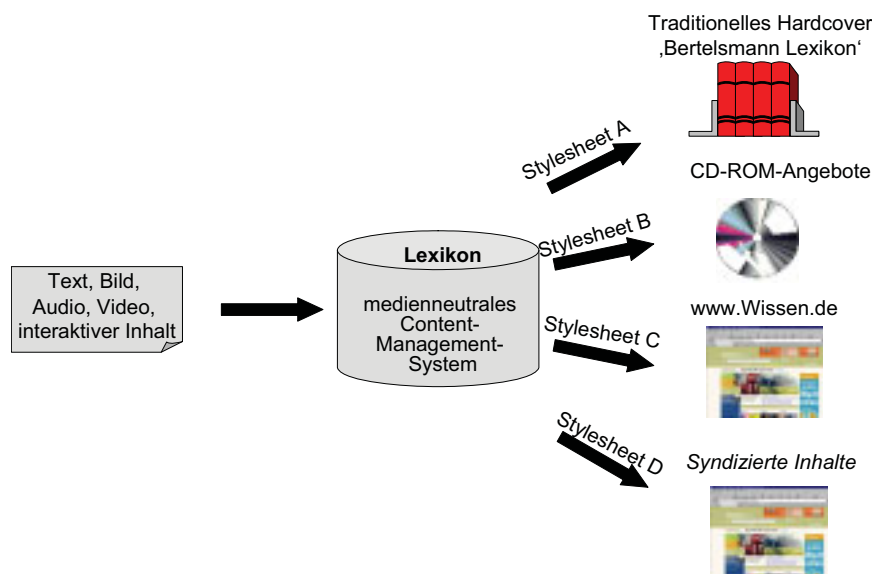 Traditionelles Hardcover
‚Bertelsmann Lexikon‘
Stylesheet A
CD-ROM-Angebote
Stylesheet B
Lexikon
medienneutrales
Content-
Management-
System
Text, Bild,
Audio, Video,
interaktiver Inhalt
www.Wissen.de
Stylesheet C
Stylesheet D
Syndizierte Inhalte